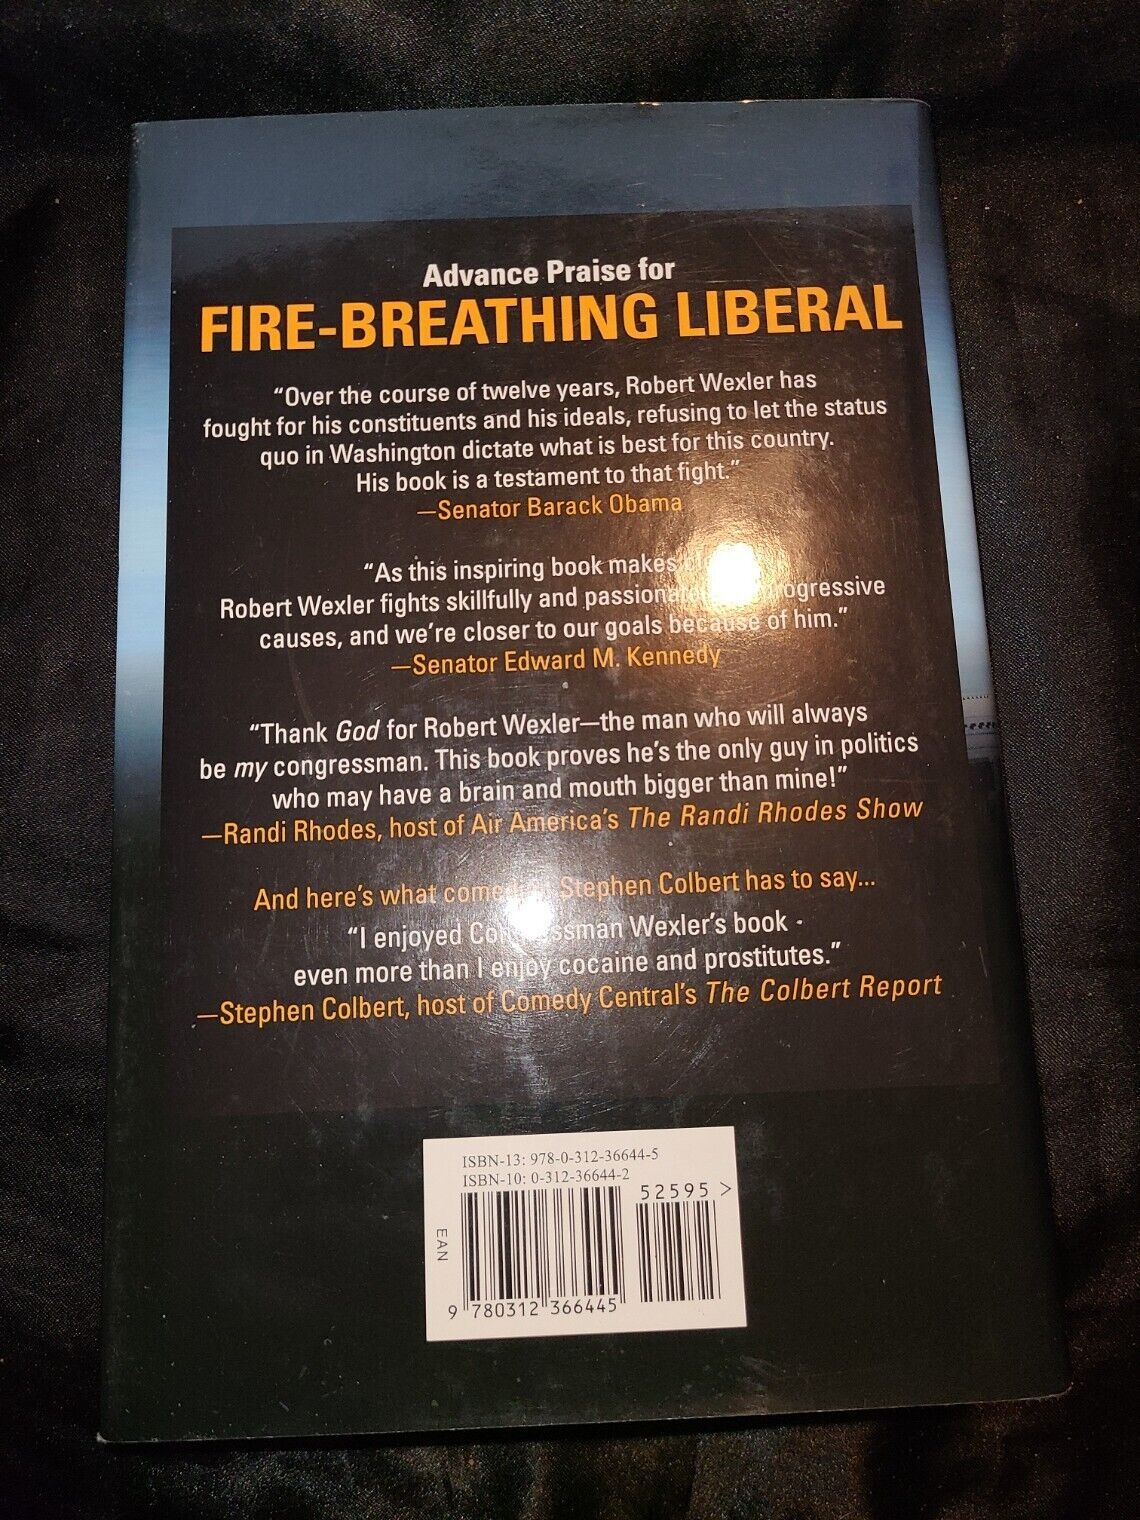 Advance Praise for
FIRE-BREATHING LIBERAL
“Over the course of twelve years, Robert Wexler has
fought for his constituents and his ideals, refusing to let the status
quo in Washington dictate what is best for this country.
His book is a testament to that fight.”
—Senator Barack Obama
“As this inspiring book makes
Robert Wexler fights skillfully and passionately progressive
causes, and we’re closer to our goals because of him.”
—Senator Edward M. Kennedy
“Thank God for Robert Wexler—the man who will always
be my congressman. This book proves he’s the only guy in politics
who may have a brain and mouth bigger than mine!”
—Randi Rhodes, host of Air America’s The Randi Rhodes Show
And here’s what comedian Stephen Colbert has to say...
“I enjoyed Congressman Wexler’s book -
even more than I enjoy cocaine and prostitutes.”
—Stephen Colbert, host of Comedy Central’s The Colbert Report
ISBN-13: 978-0-312-36644-5
ISBN-10: 0-312-36644-2
52595 >
EAN
9 780312 366445